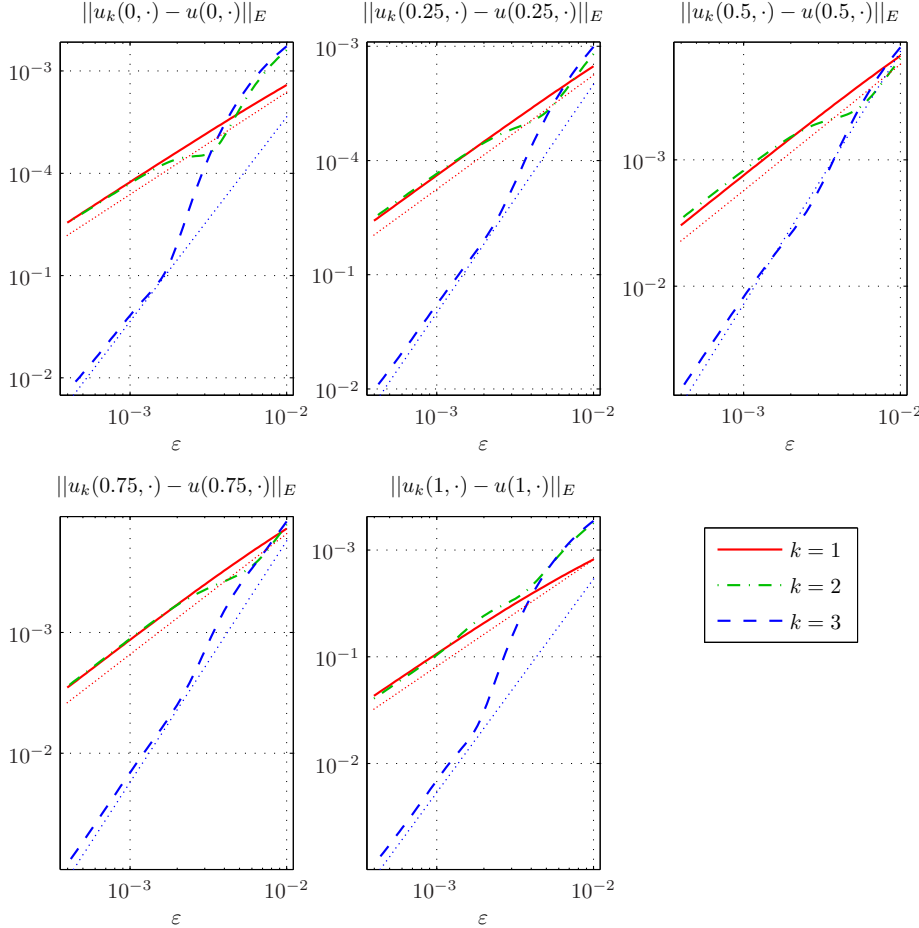 ||u_k(0, ·) − u(0, ·)||_E
||u_k(0.25, ·) − u(0.25, ·)||_E
||u_k(0.5, ·) − u(0.5, ·)||_E
10^−3
10^−4
10^−1
10^−2
10^−3
10^−2
ε
10^−3
10^−4
10^−1
10^−2
10^−3
10^−2
ε
10^−3
10^−2
10^−3
10^−2
ε
||u_k(0.75, ·) − u(0.75, ·)||_E
||u_k(1, ·) − u(1, ·)||_E
10^−3
10^−2
10^−3
10^−2
ε
10^−3
10^−1
10^−2
10^−3
10^−2
ε
k = 1
k = 2
k = 3